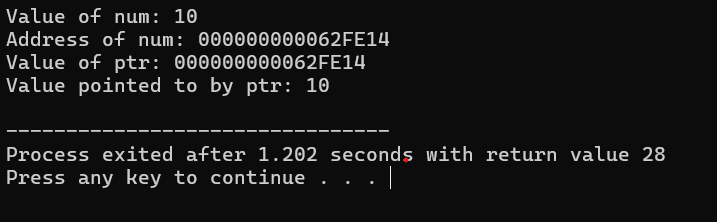 Value of num: 10
Address of num: 000000000062FE14
Value of ptr: 000000000062FE14
Value pointed to by ptr: 10
--------------------------------
Process exited after 1.202 seconds with return value 28
Press any key to continue . . .